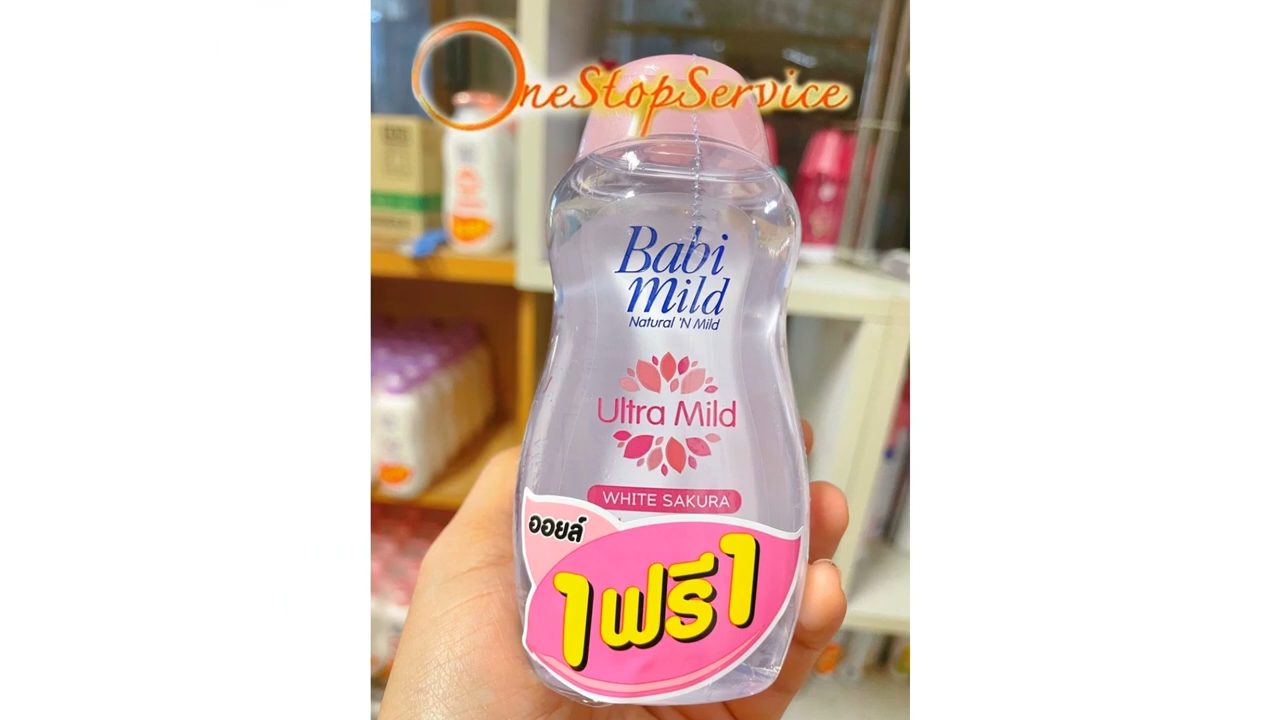 OneStopService
Babi
Mild
Natural 'N Mild
Ultra Mild
WHITE SAKURA
ออยล์
1 ฟรี 1